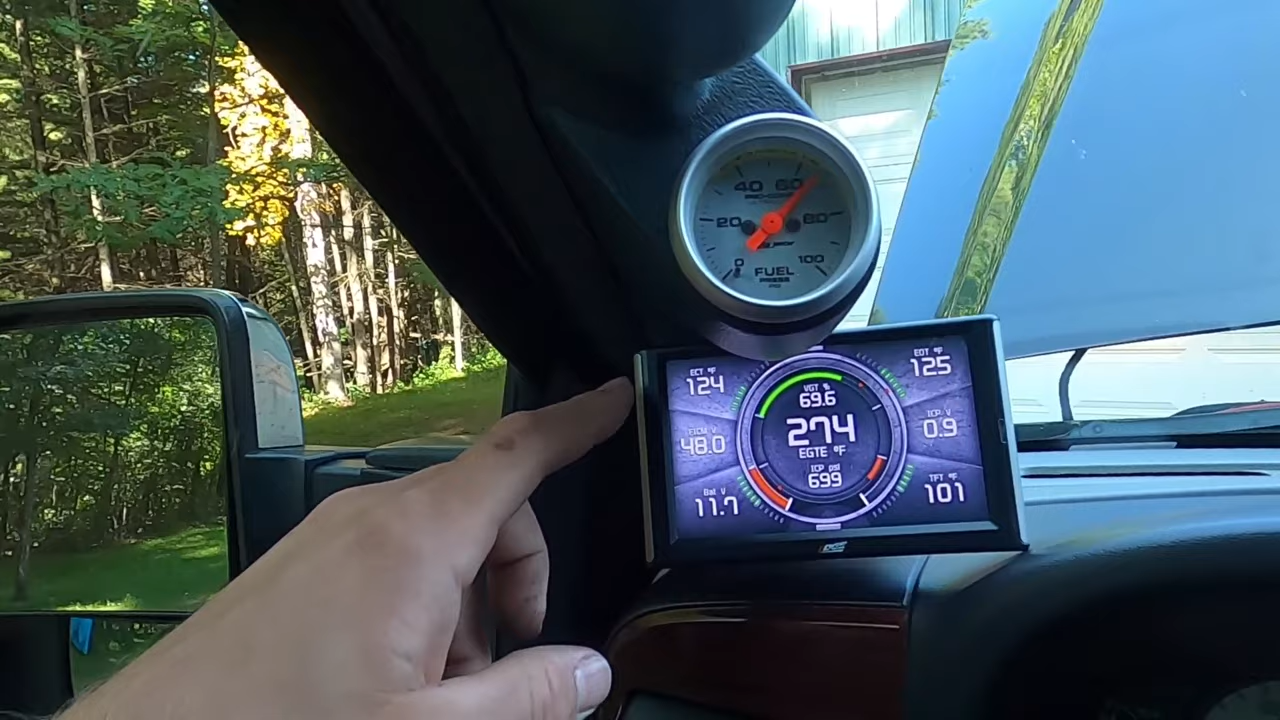 40 60
20 80
0 100
FUEL
PRESS
ECT °F
124
FICM V
48.0
Bat V
11.7
VGT %
69.6
274
EGTE °F
ICP psi
699
EOT °F
125
ICP V
0.9
TFT °F
101